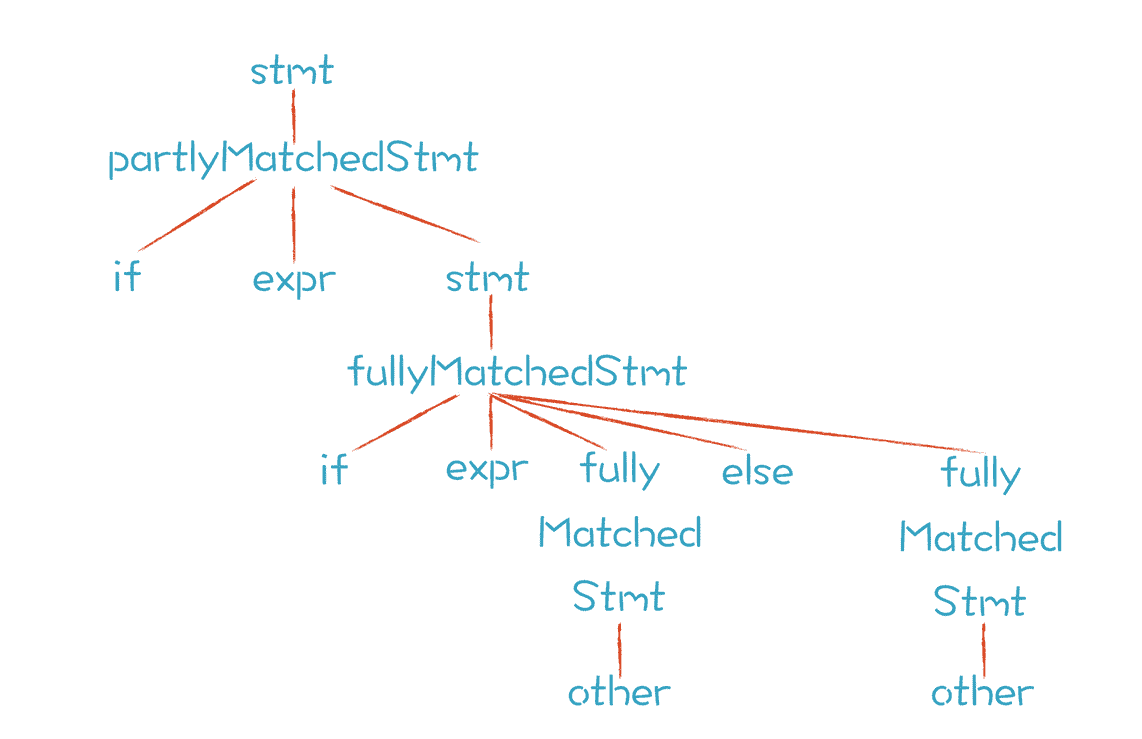 stmt
partlyMatchedStmt
if expr stmt
fullyMatchedStmt
if expr fully else fully
Matched Matched
Stmt Stmt
other other